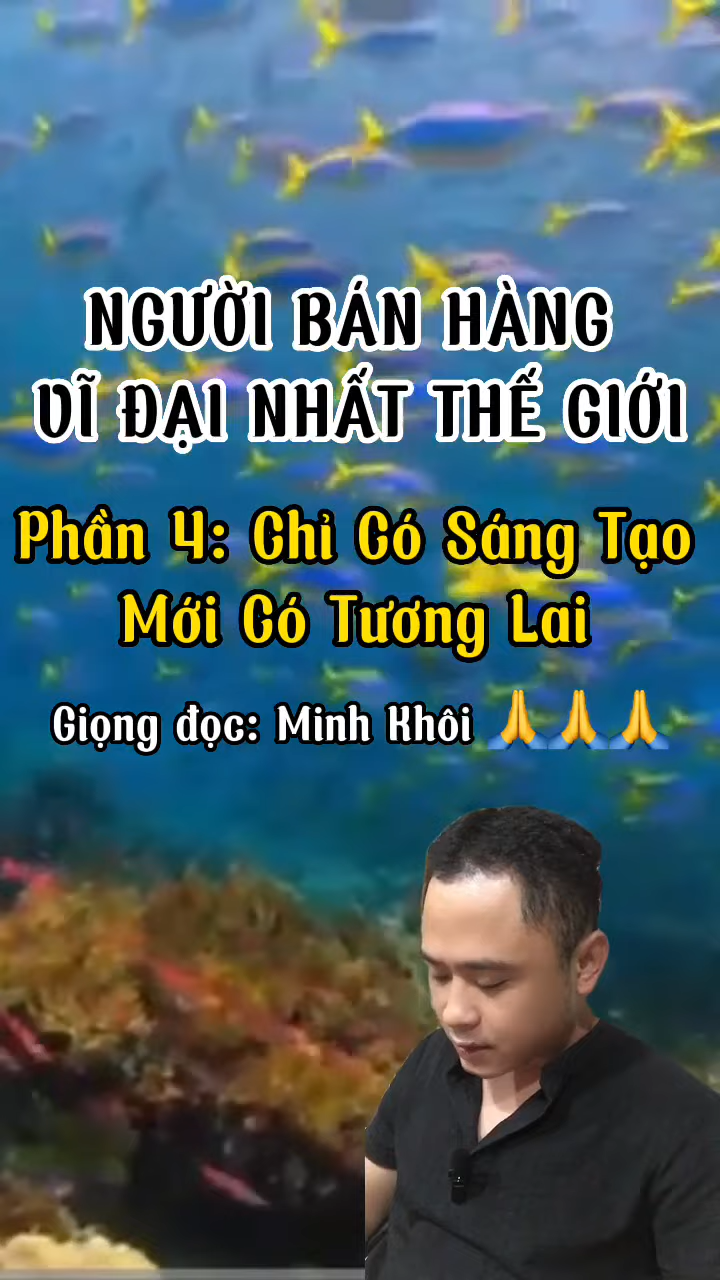 NGƯỜI BÁN HÀNG
VĨ ĐẠI NHẤT THẾ GIỚI
Phần 4: Chỉ Có Sáng Tạo
Mới Có Tương Lai
Giọng đọc: Minh Khôi 🙏🙏🙏